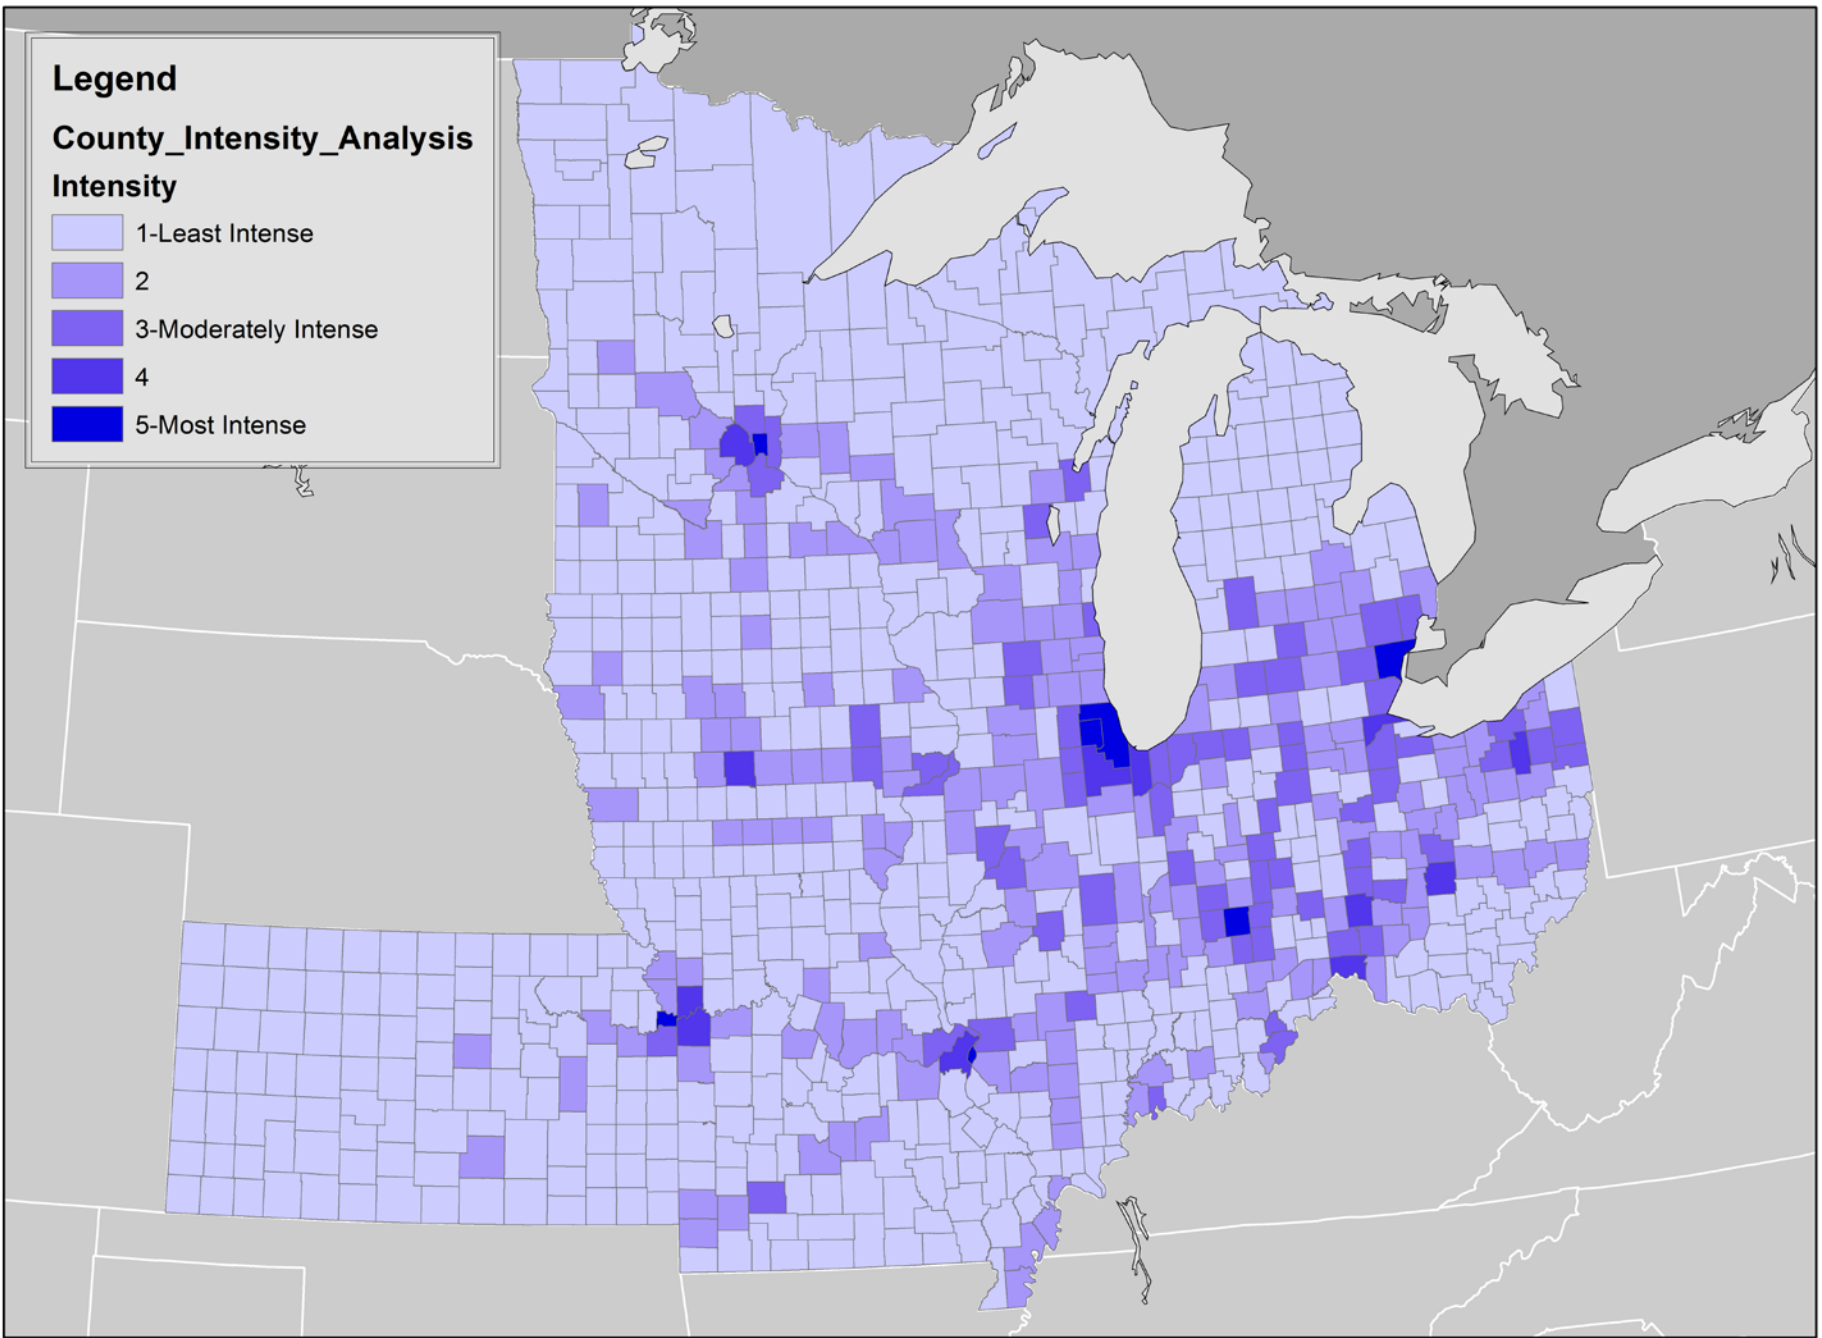 Legend
County_Intensity_Analysis
Intensity
1-Least Intense
2
3-Moderately Intense
4
5-Most Intense